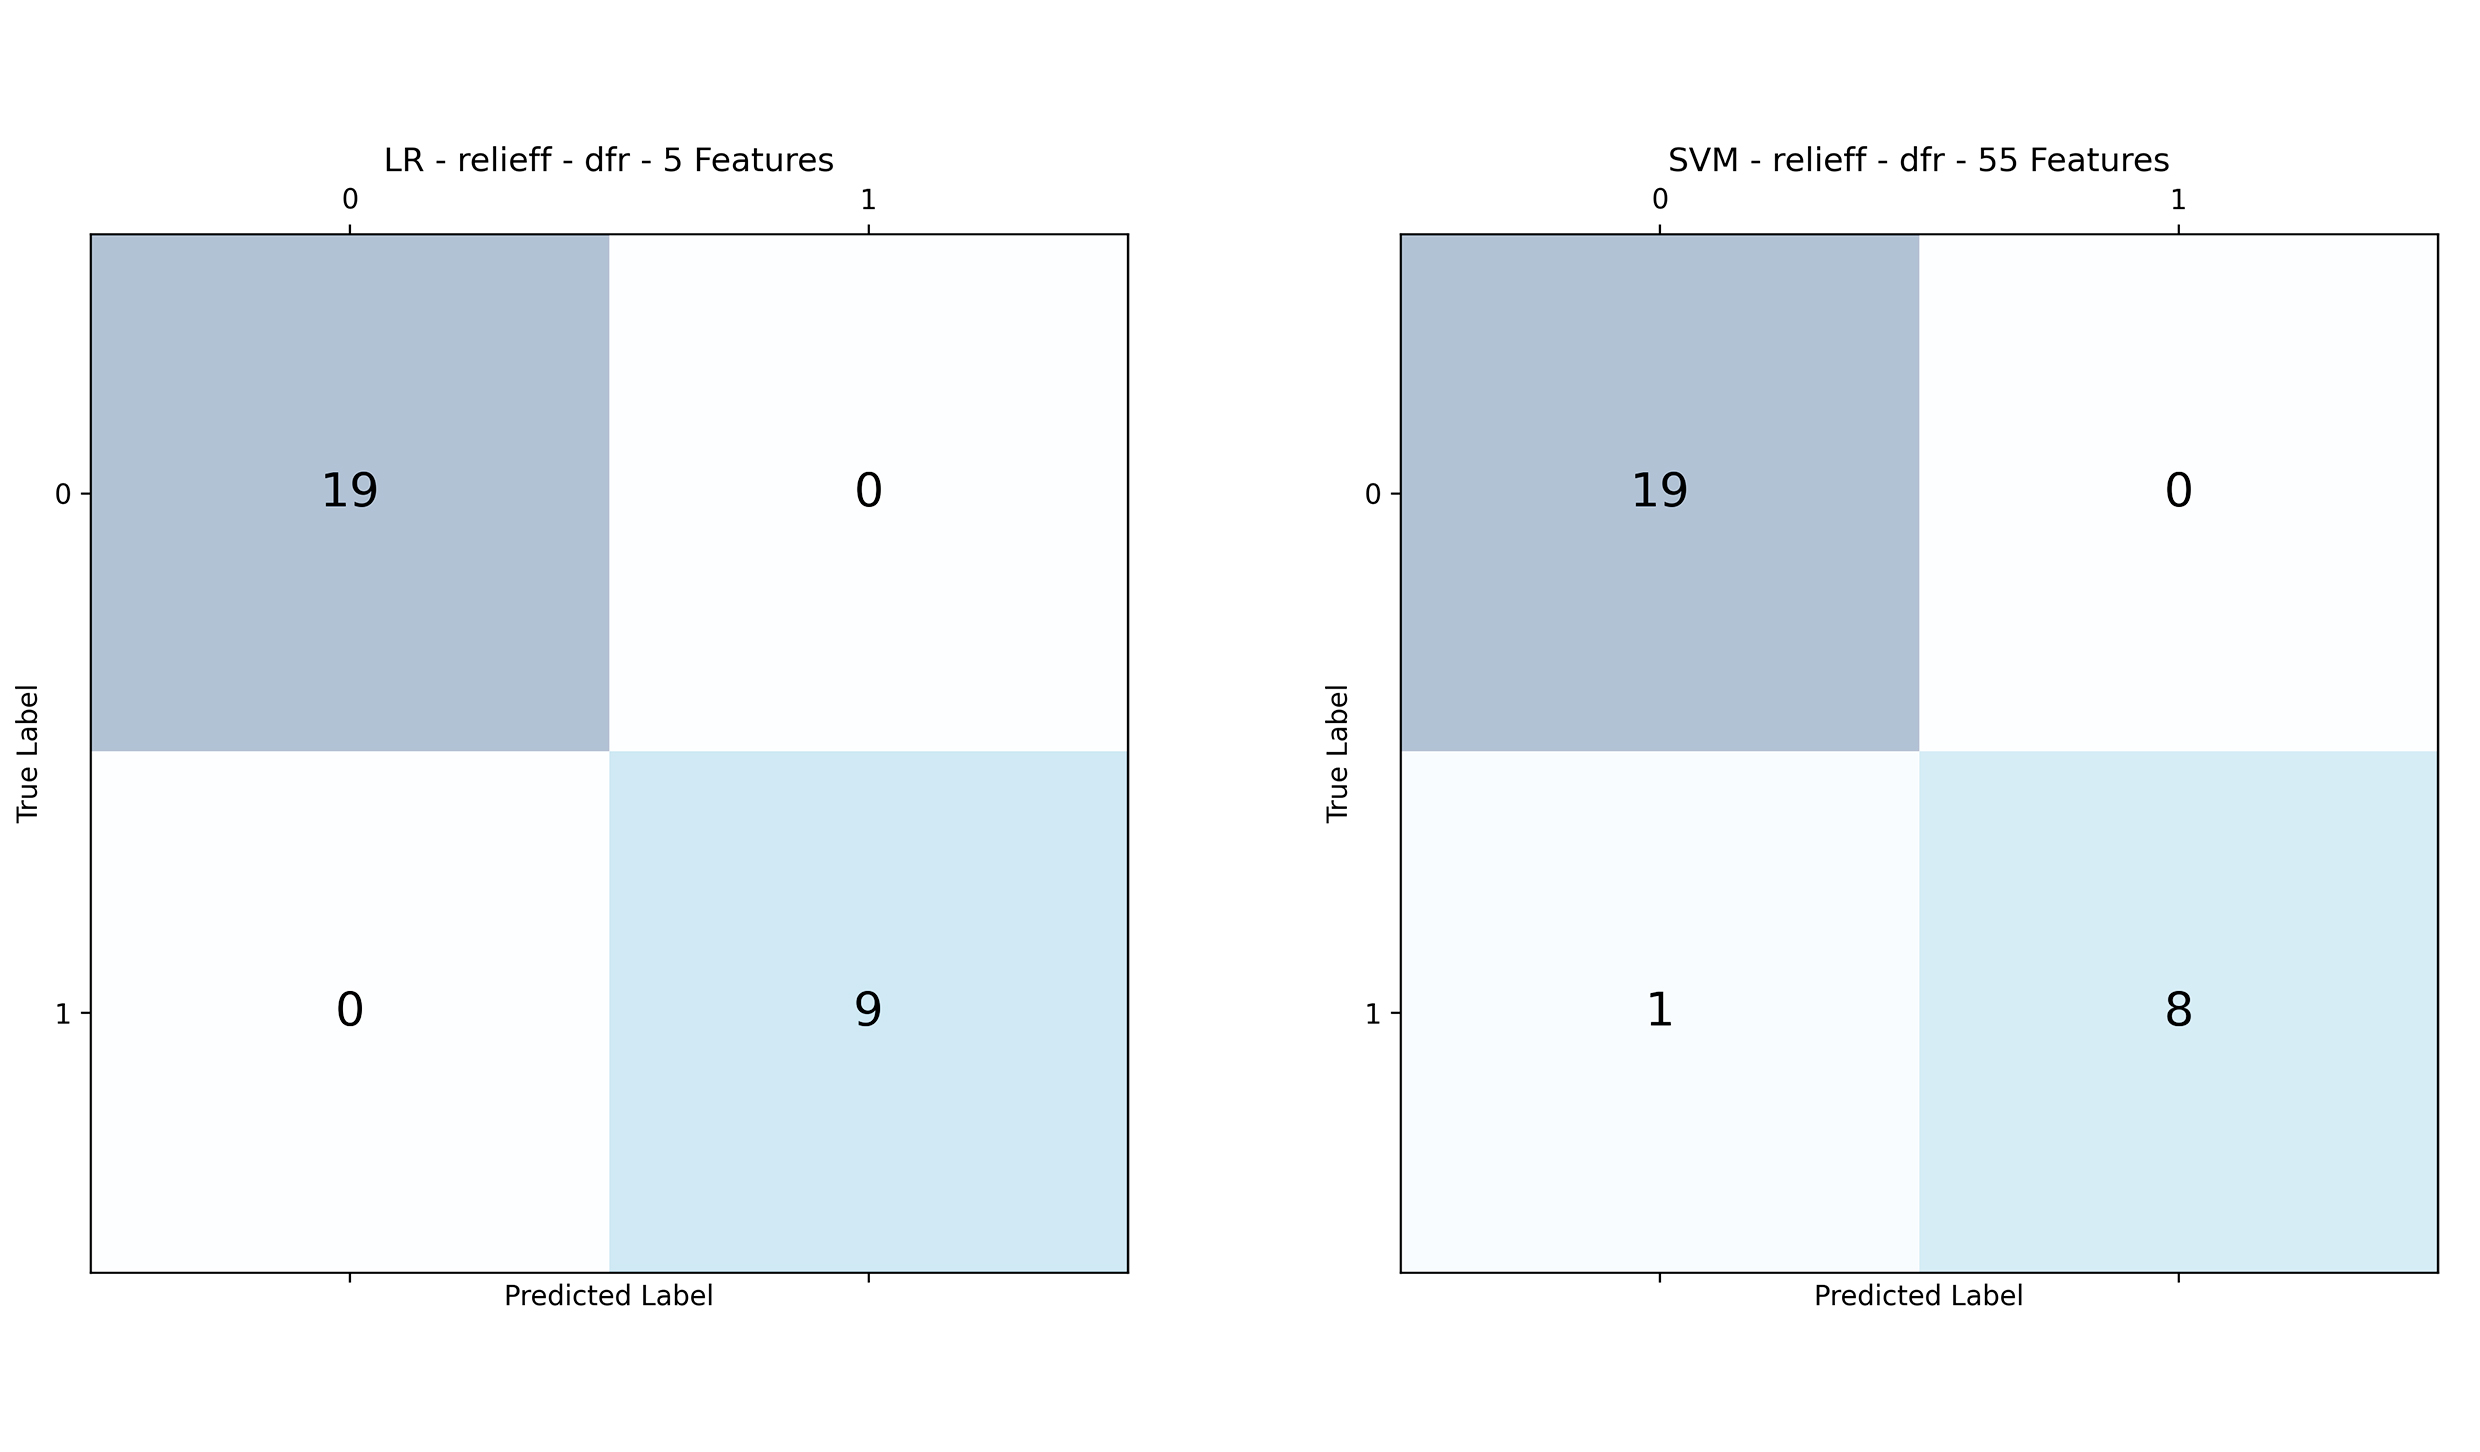 LR - relieff - dfr - 5 Features
0 1
0 19 0
True Label
1 0 9
Predicted Label
SVM - relieff - dfr - 55 Features
0 1
0 19 0
True Label
1 1 8
Predicted Label